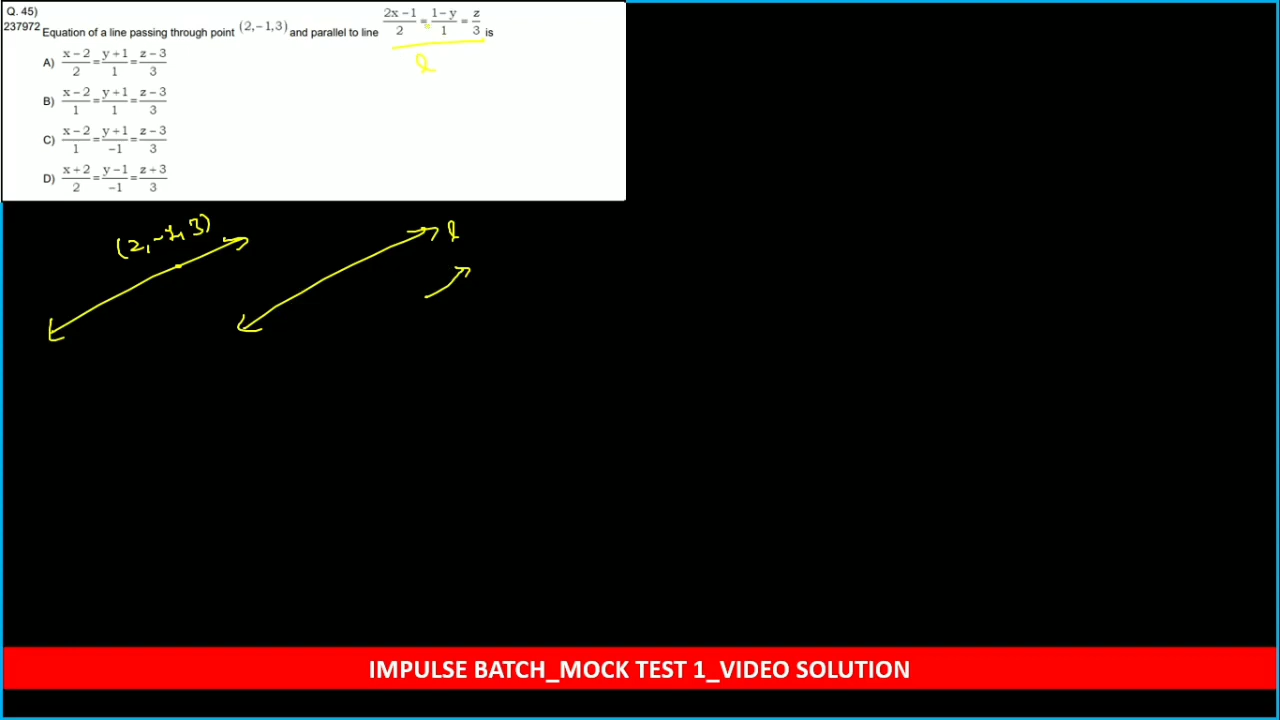 Q. 45)
237972 Equation of a line passing through point (2,−1,3) and parallel to line (2x−1)/2 = (1−y)/1 = z/3 is
A) (x−2)/2 = (y+1)/1 = (z−3)/3
B) (x−2)/1 = (y+1)/1 = (z−3)/3
C) (x−2)/1 = (y+1)/−1 = (z−3)/3
D) (x+2)/2 = (y−1)/−1 = (z+3)/3
l
(2,-1,3)
l
IMPULSE BATCH_MOCK TEST 1_VIDEO SOLUTION